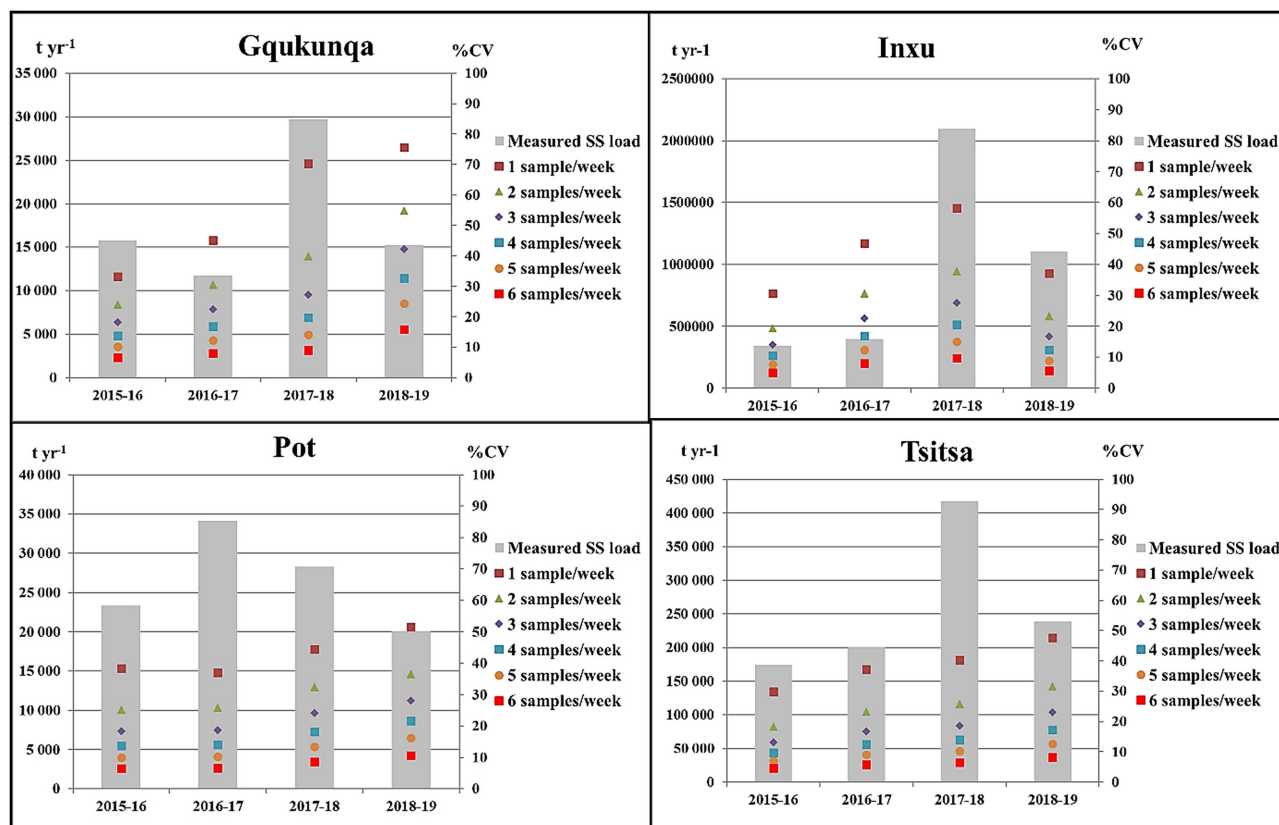 Gqukunqa
t yr-1 %CV
35 000 100
30 000 90
25 000 80
20 000 70
15 000 60
10 000 50
5 000 40
0 30
20
10
0
2015-16 2016-17 2017-18 2018-19
Measured SS load
1 sample/week
2 samples/week
3 samples/week
4 samples/week
5 samples/week
6 samples/week
Inxu
t yr-1 %CV
2500000 100
2000000 90
1500000 80
1000000 70
500000 60
0 50
40
30
20
10
0
2015-16 2016-17 2017-18 2018-19
Measured SS load
1 sample/week
2 samples/week
3 samples/week
4 samples/week
5 samples/week
6 samples/week
Pot
t yr-1 %CV
40 000 100
35 000 90
30 000 80
25 000 70
20 000 60
15 000 50
10 000 40
5 000 30
0 20
10
0
2015-16 2016-17 2017-18 2018-19
Measured SS load
1 sample/week
2 samples/week
3 samples/week
4 samples/week
5 samples/week
6 samples/week
Tsitsa
t yr-1 %CV
450 000 100
400 000 90
350 000 80
300 000 70
250 000 60
200 000 50
150 000 40
100 000 30
50 000 20
0 10
0
2015-16 2016-17 2017-18 2018-19
Measured SS load
1 sample/week
2 samples/week
3 samples/week
4 samples/week
5 samples/week
6 samples/week